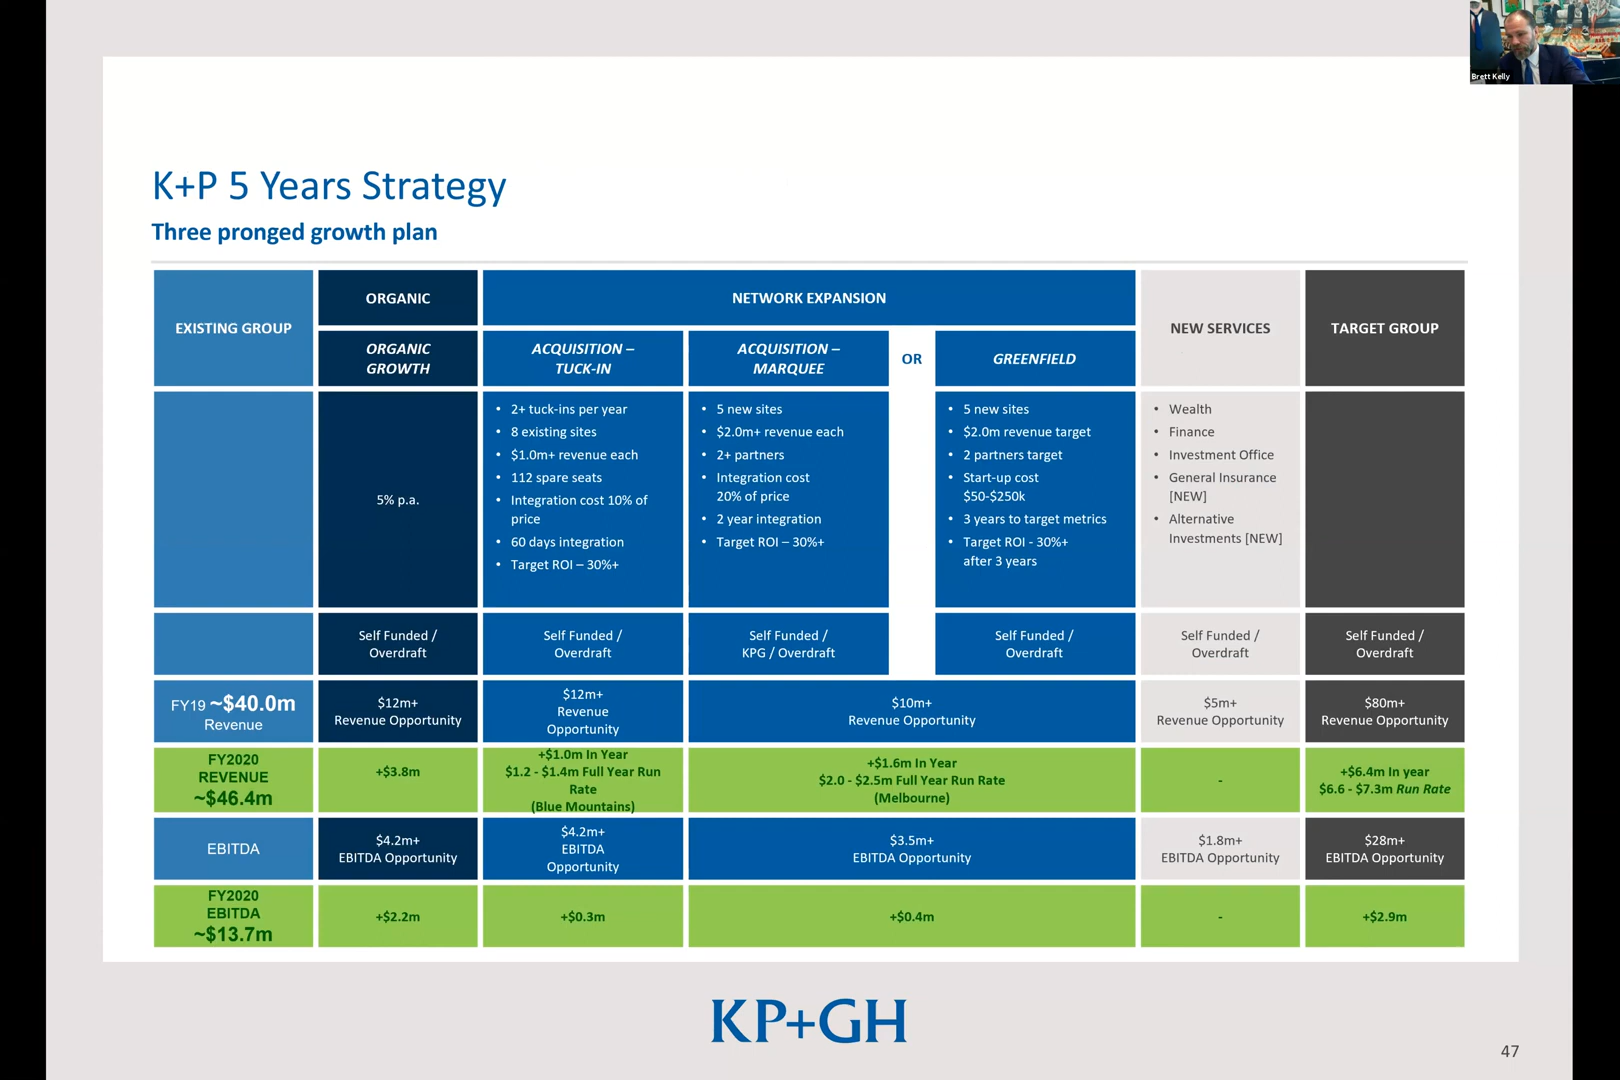 Brett Kelly
K+P 5 Years Strategy
Three pronged growth plan
EXISTING GROUP
ORGANIC
NETWORK EXPANSION
NEW SERVICES
TARGET GROUP
ORGANIC
GROWTH
ACQUISITION –
TUCK-IN
ACQUISITION –
MARQUEE
OR
GREENFIELD
5% p.a.
• 2+ tuck-ins per year
• 8 existing sites
• $1.0m+ revenue each
• 112 spare seats
• Integration cost 10% of
price
• 60 days integration
• Target ROI – 30%+
• 5 new sites
• $2.0m+ revenue each
• 2+ partners
• Integration cost
20% of price
• 2 year integration
• Target ROI – 30%+
• 5 new sites
• $2.0m revenue target
• 2 partners target
• Start-up cost
$50-$250k
• 3 years to target metrics
• Target ROI - 30%+
after 3 years
• Wealth
• Finance
• Investment Office
• General Insurance
[NEW]
• Alternative
Investments [NEW]
Self Funded /
Overdraft
Self Funded /
Overdraft
Self Funded /
KPG / Overdraft
Self Funded /
Overdraft
Self Funded /
Overdraft
Self Funded /
Overdraft
FY19 ~$40.0m
Revenue
$12m+
Revenue Opportunity
$12m+
Revenue
Opportunity
$10m+
Revenue Opportunity
$5m+
Revenue Opportunity
$80m+
Revenue Opportunity
FY2020
REVENUE
~$46.4m
+$3.8m
+$1.0m In Year
$1.2 - $1.4m Full Year Run
Rate
(Blue Mountains)
+$1.6m In Year
$2.0 - $2.5m Full Year Run Rate
(Melbourne)
-
+$6.4m In year
$6.6 - $7.3m Run Rate
EBITDA
$4.2m+
EBITDA Opportunity
$4.2m+
EBITDA
Opportunity
$3.5m+
EBITDA Opportunity
$1.8m+
EBITDA Opportunity
$28m+
EBITDA Opportunity
FY2020
EBITDA
~$13.7m
+$2.2m
+$0.3m
+$0.4m
-
+$2.9m
KP+GH
47